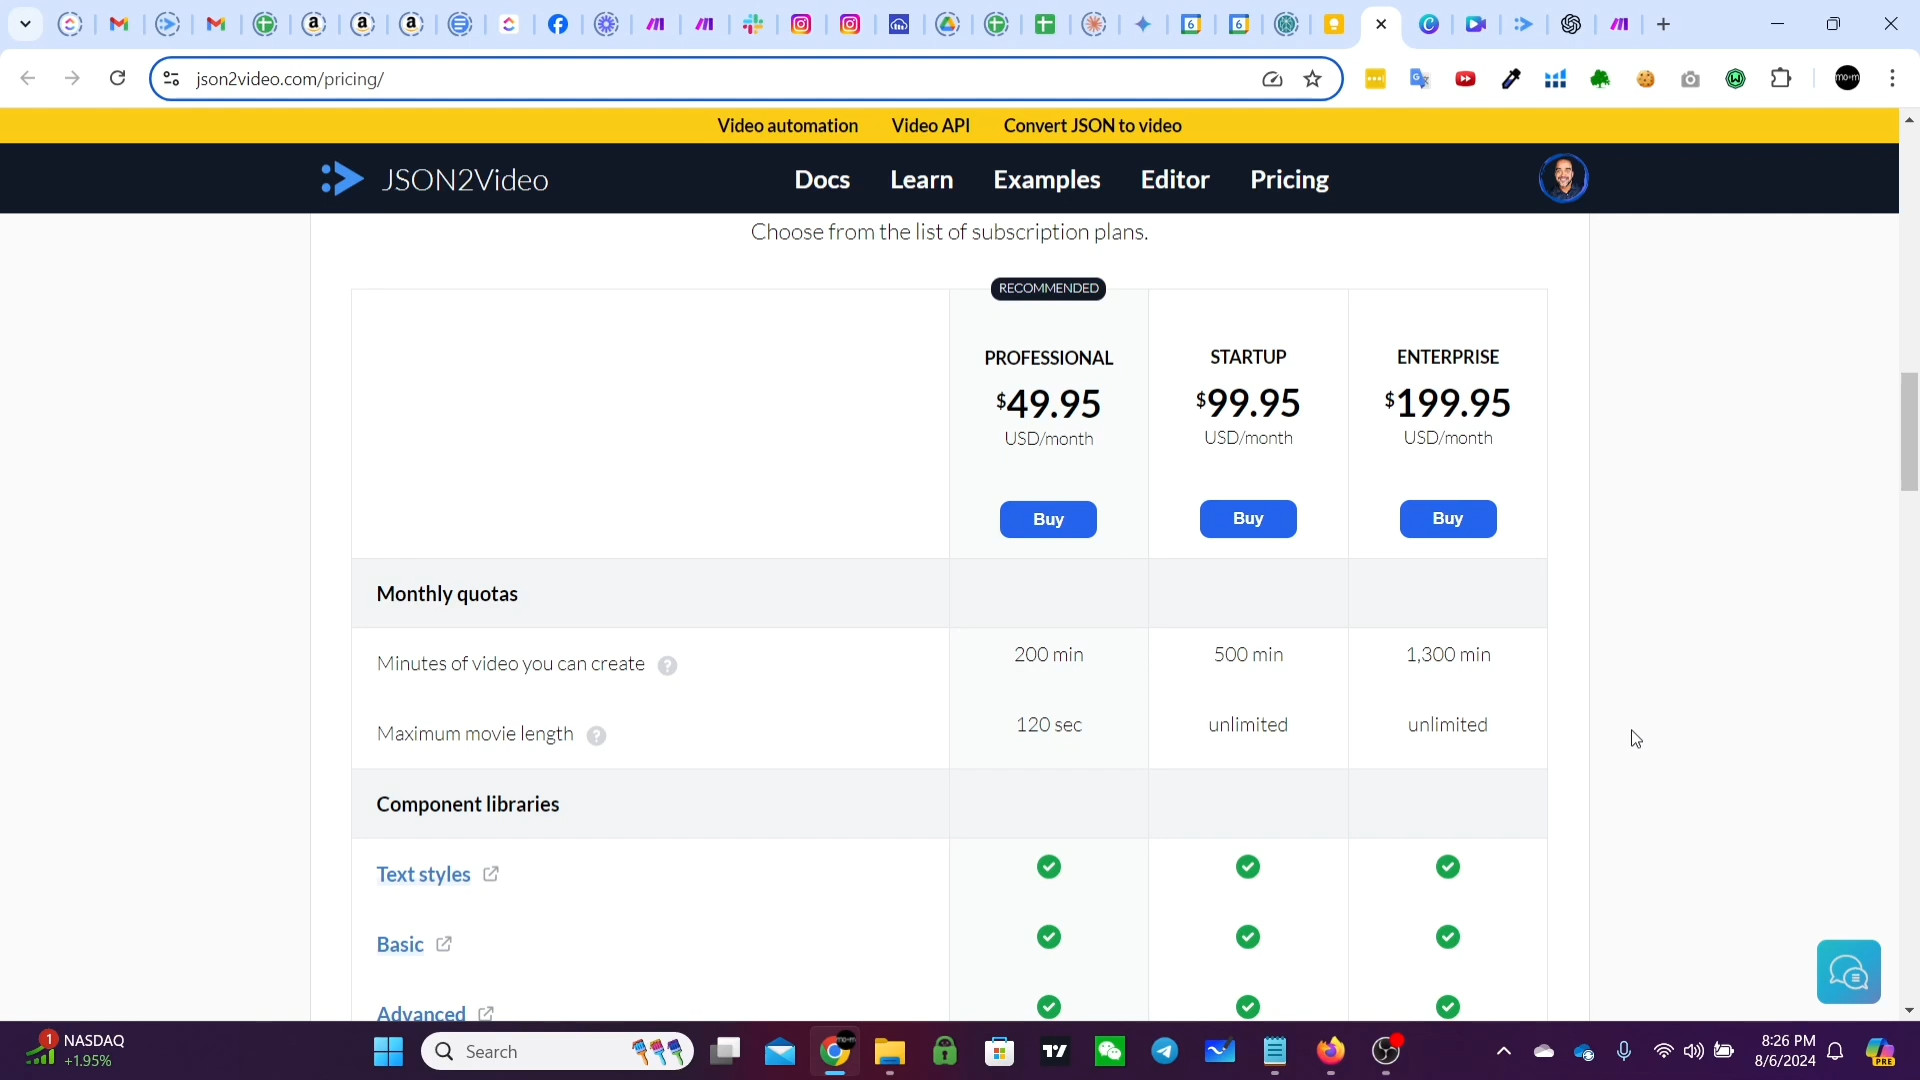 json2video.com/pricing/
Video automation Video API Convert JSON to video
JSON2Video Docs Learn Examples Editor Pricing
Choose from the list of subscription plans.
RECOMMENDED
PROFESSIONAL STARTUP ENTERPRISE
$49.95 $99.95 $199.95
USD/month USD/month USD/month
Buy Buy Buy
Monthly quotas
Minutes of video you can create ? 200 min 500 min 1,300 min
Maximum movie length ? 120 sec unlimited unlimited
Component libraries
Text styles
Basic
Advanced
1 NASDAQ
+1.95%
Search
8:26 PM
8/6/2024